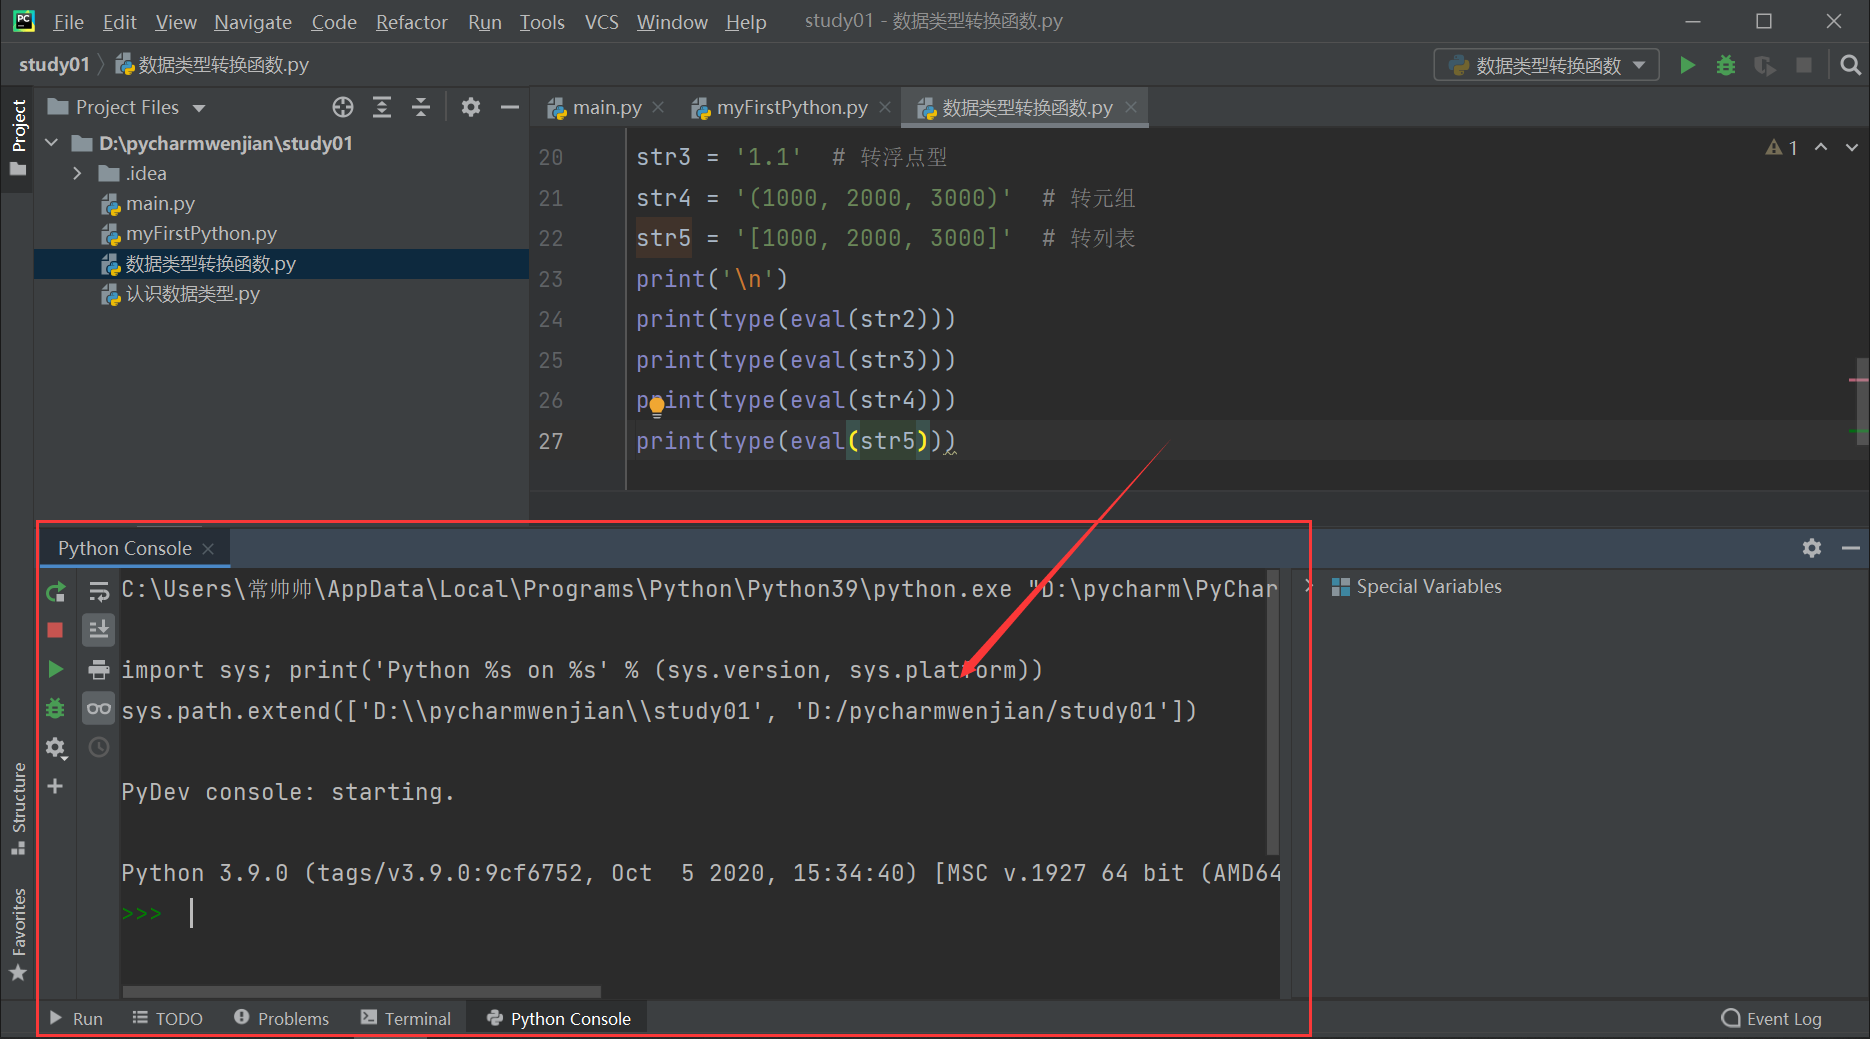 File Edit View Navigate Code Refactor Run Tools VCS Window Help study01 - 数据类型转换函数.py
study01 数据类型转换函数.py 数据类型转换函数
Project
Project Files
main.py myFirstPython.py 数据类型转换函数.py
D:\pycharmwenjian\study01
.idea
main.py
myFirstPython.py
数据类型转换函数.py
认识数据类型.py
1
20 str3 = '1.1'  # 转浮点型
21 str4 = '(1000, 2000, 3000)'  # 转元组
22 str5 = '[1000, 2000, 3000]'  # 转列表
23 print('\n')
24 print(type(eval(str2)))
25 print(type(eval(str3)))
26 print(type(eval(str4)))
27 print(type(eval(str5)))
Python Console
C:\Users\常帅帅\AppData\Local\Programs\Python\Python39\python.exe "D:\pycharm\PyChar
Special Variables
import sys; print('Python %s on %s' % (sys.version, sys.platform))
sys.path.extend(['D:\\pycharmwenjian\\study01', 'D:/pycharmwenjian/study01'])
PyDev console: starting.
Python 3.9.0 (tags/v3.9.0:9cf6752, Oct  5 2020, 15:34:40) [MSC v.1927 64 bit (AMD64
>>>
Structure
Favorites
Run TODO Problems Terminal Python Console Event Log